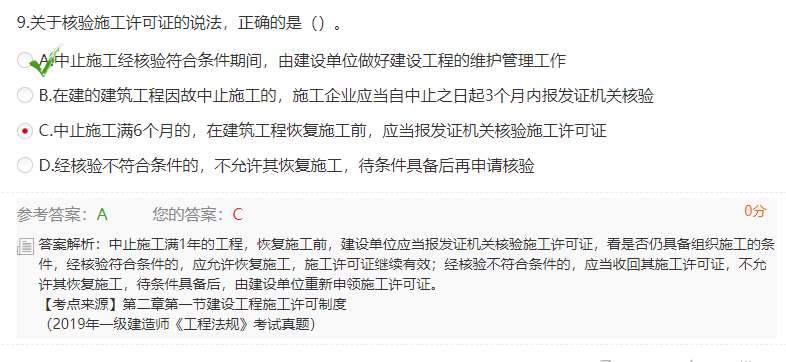 9.关于核验施工许可证的说法，正确的是（）。
A.中止施工经核验符合条件期间，由建设单位做好建设工程的维护管理工作
B.在建的建筑工程因故中止施工的，施工企业应当自中止之日起3个月内报发证机关核验
C.中止施工满6个月的，在建筑工程恢复施工前，应当报发证机关核验施工许可证
D.经核验不符合条件的，不允许其恢复施工，待条件具备后再申请核验
参考答案：A 您的答案：C 0分
答案解析：中止施工满1年的工程，恢复施工前，建设单位应当报发证机关核验施工许可证，看是否仍具备组织施工的条
件，经核验符合条件的，应允许恢复施工，施工许可证继续有效；经核验不符合条件的，应当收回其施工许可证，不允
许其恢复施工，待条件具备后，由建设单位重新申领施工许可证。
【考点来源】第二章第一节建设工程施工许可制度
（2019年一级建造师《工程法规》考试真题）